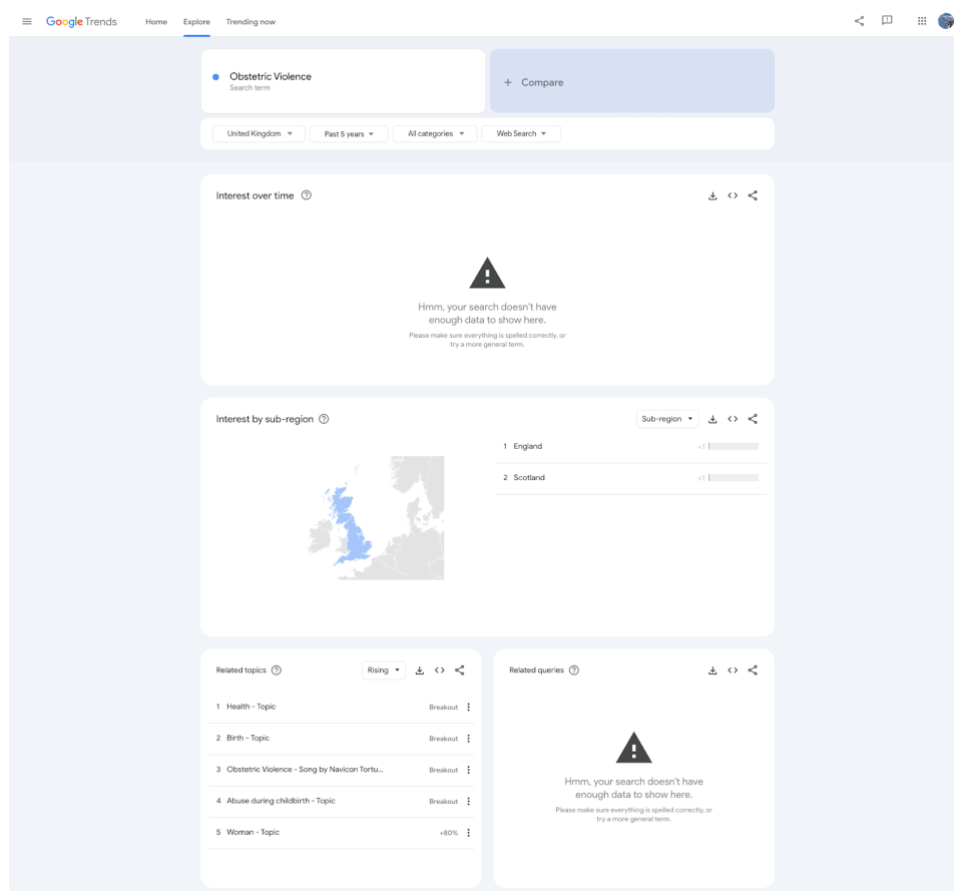 Google Trends
Home Explore Trending now
Obstetric Violence
Search term
+ Compare
United Kingdom
Past 5 years
All categories
Web Search
Interest over time
Hmm, your search doesn't have
enough data to show here.
Please make sure everything is spelled correctly, or
try a more general term.
Interest by sub-region
Sub-region
1 England <1
2 Scotland <1
Related topics
Rising
1 Health - Topic Breakout
2 Birth - Topic Breakout
3 Obstetric Violence - Song by Navicon Tortu... Breakout
4 Abuse during childbirth - Topic Breakout
5 Woman - Topic +80%
Related queries
Hmm, your search doesn't have
enough data to show here.
Please make sure everything is spelled correctly, or
try a more general term.